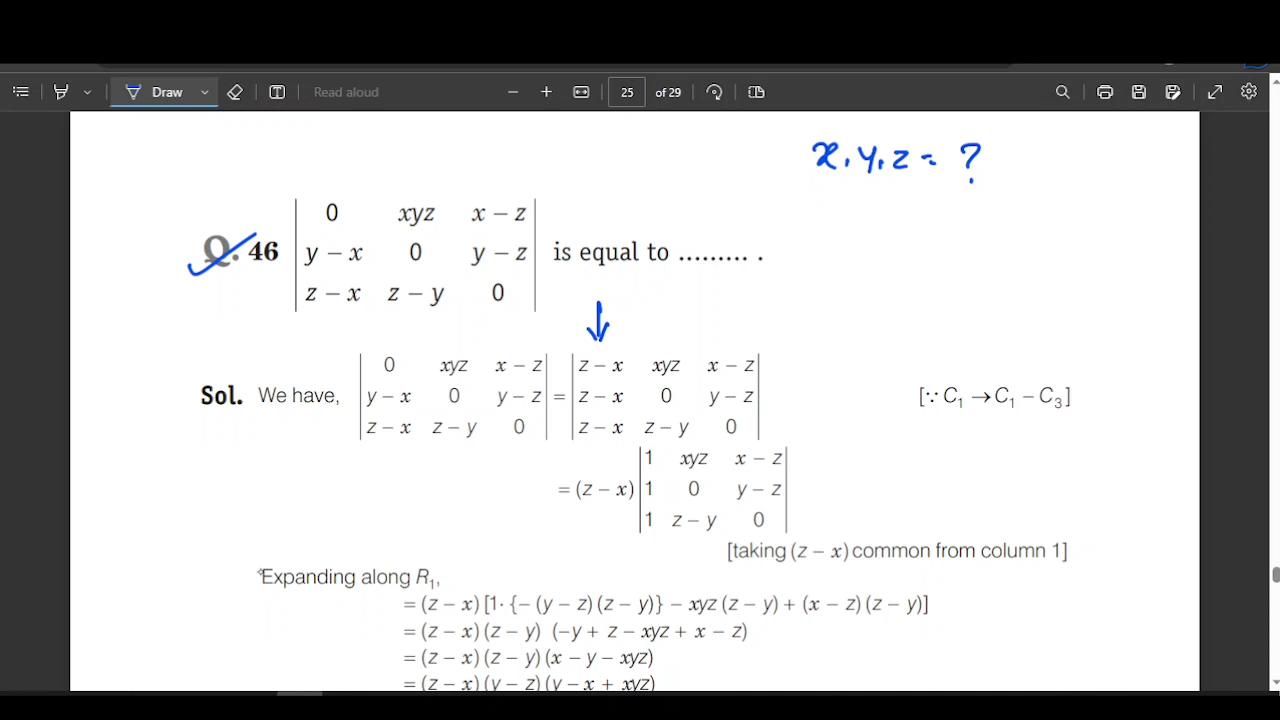 Draw Read aloud 25 of 29
x, y, z = ?
Q. 46 | 0 xyz x – z |
| y – x 0 y – z | is equal to ......... .
| z – x z – y 0 |
| 0 xyz x – z | | z – x xyz x – z |
Sol. We have, | y – x 0 y – z | = | z – x 0 y – z | [∵ C₁ → C₁ – C₃]
| z – x z – y 0 | | z – x z – y 0 |
| 1 xyz x – z |
= (z – x) | 1 0 y – z |
| 1 z – y 0 |
[taking (z – x) common from column 1]
Expanding along R₁,
= (z – x) [1· {– (y – z) (z – y)} – xyz (z – y) + (x – z) (z – y)]
= (z – x) (z – y) (–y + z – xyz + x – z)
= (z – x) (z – y) (x – y – xyz)
= (z – x) (y – z) (y – x + xyz)